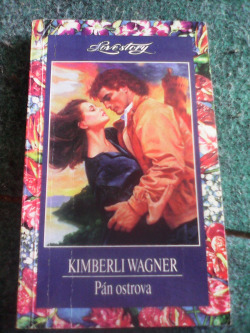 Love story
KIMBERLI WAGNER
Pán ostrova